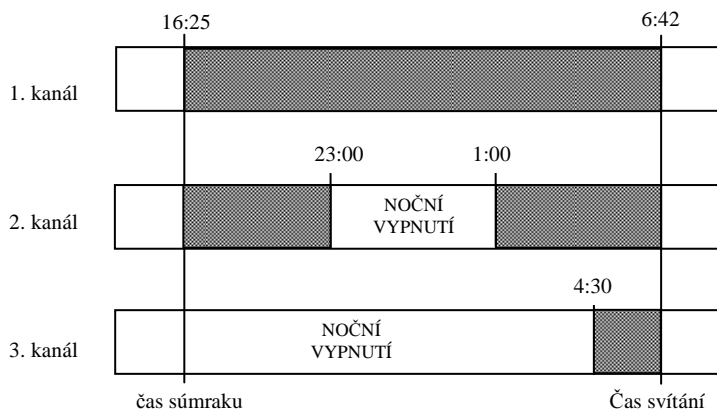 16:25 6:42
1. kanál
23:00 1:00
2. kanál
NOČNÍ
VYPNUTÍ
4:30
3. kanál
NOČNÍ
VYPNUTÍ
čas súmraku Čas svítání